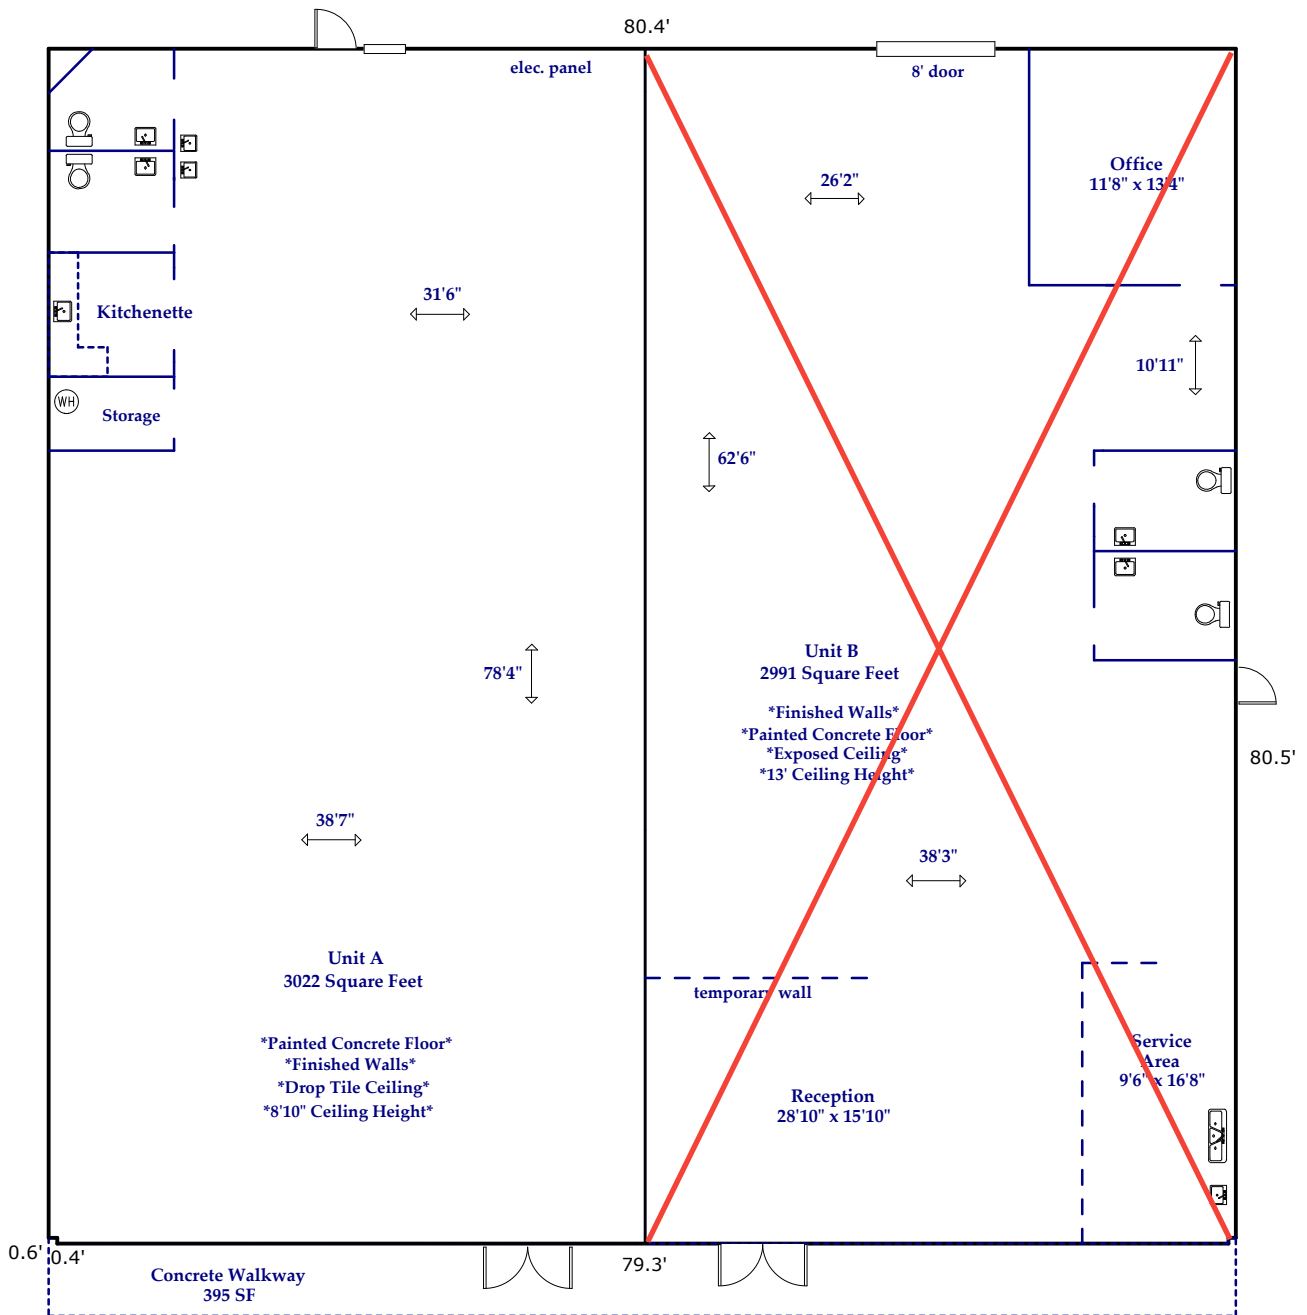 80.4'
elec. panel
8' door
Office
11'8" x 13'4"
26'2"
31'6"
Kitchenette
10'11"
WH
Storage
62'6"
Unit B
2991 Square Feet
78'4"
*Finished Walls*
*Painted Concrete Floor*
*Exposed Ceiling*
*13' Ceiling Height*
80.5'
38'7"
38'3"
Unit A
3022 Square Feet
temporary wall
*Painted Concrete Floor*
*Finished Walls*
*Drop Tile Ceiling*
*8'10" Ceiling Height*
Service
Area
9'6" x 16'8"
Reception
28'10" x 15'10"
0.6'
0.4'
79.3'
Concrete Walkway
395 SF